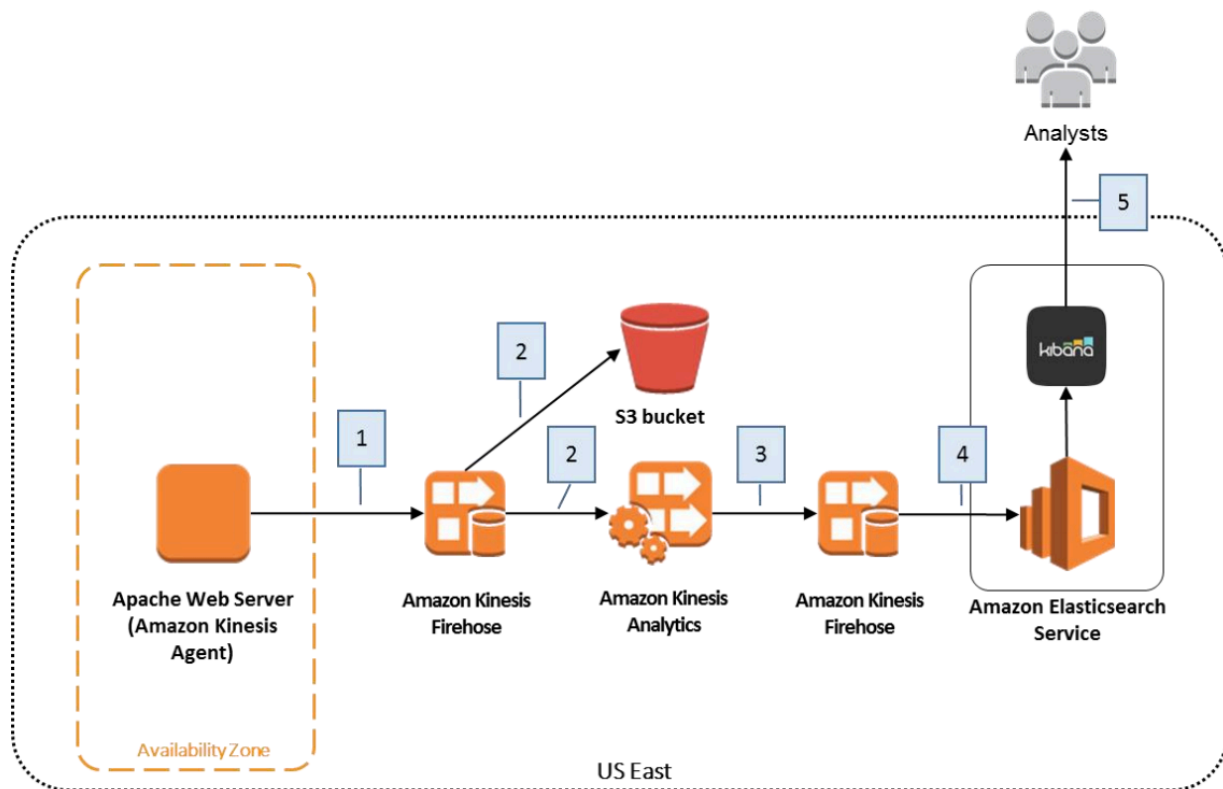 Analysts
5
kibana
2
S3 bucket
1
2
3
4
Apache Web Server
(Amazon Kinesis
Agent)
Amazon Kinesis
Firehose
Amazon Kinesis
Analytics
Amazon Kinesis
Firehose
Amazon Elasticsearch
Service
Availability Zone
US East